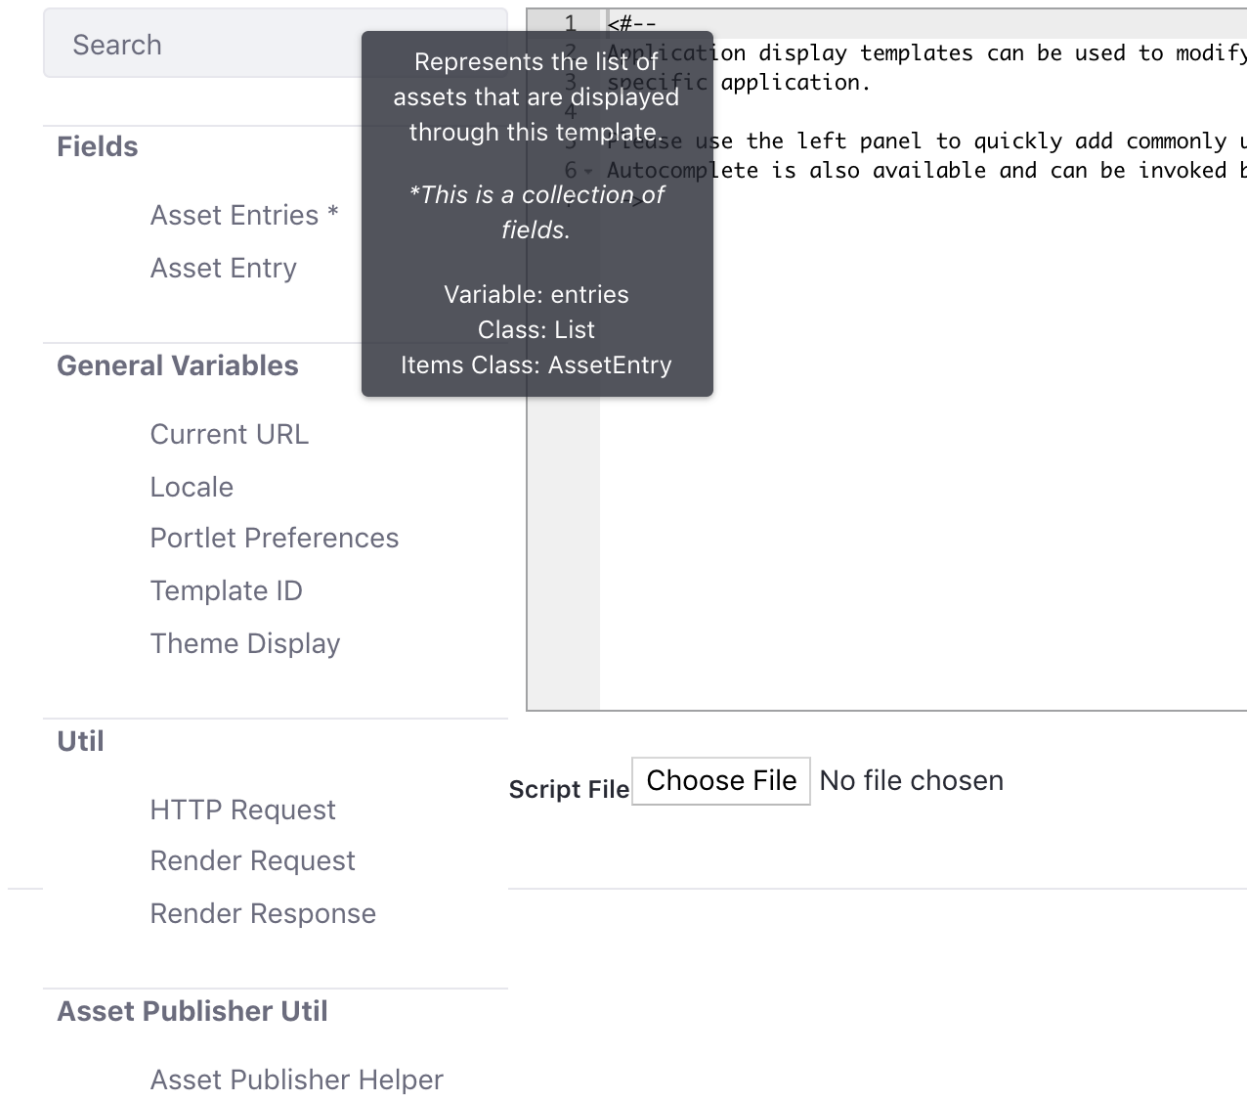 Search
Fields
Asset Entries *
Asset Entry
General Variables
Current URL
Locale
Portlet Preferences
Template ID
Theme Display
Util
HTTP Request
Render Request
Render Response
Asset Publisher Util
Asset Publisher Helper
Represents the list of
assets that are displayed
through this template.
*This is a collection of
fields.
Variable: entries
Class: List
Items Class: AssetEntry
1 <#--
2 Application display templates can be used to modify
3 specific application.
4
5 Please use the left panel to quickly add commonly
6 Autocomplete is also available and can be invoked
-->
Script File Choose File No file chosen